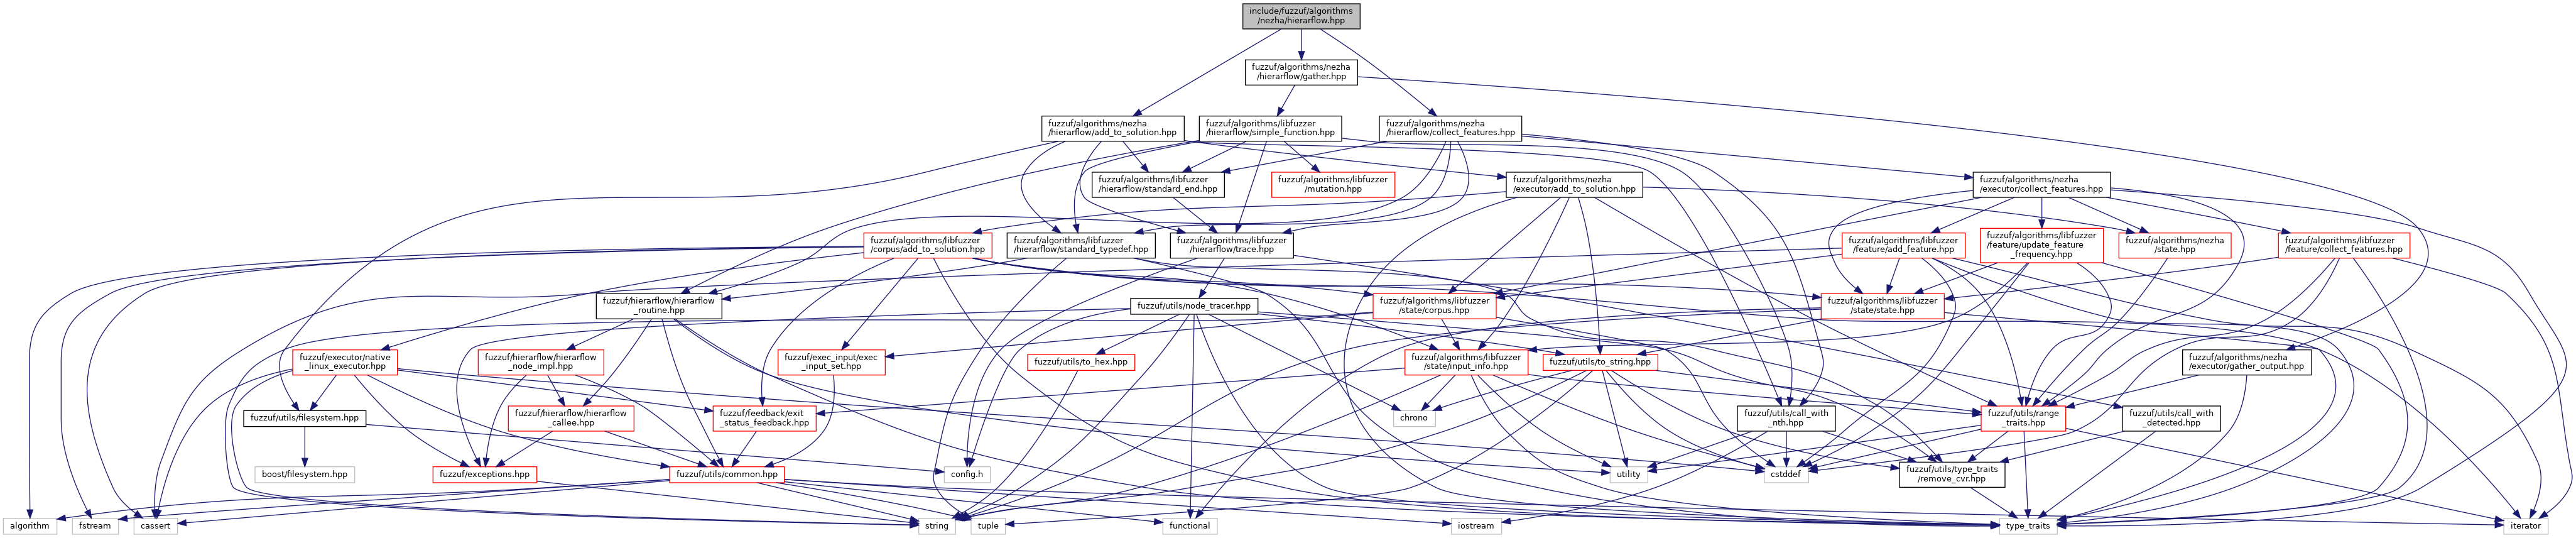 include/fuzzuf/algorithms
/nezha/hierarflow.hpp
fuzzuf/algorithms/nezha
/hierarflow/gather.hpp
fuzzuf/algorithms/nezha
/hierarflow/add_to_solution.hpp
fuzzuf/algorithms/libfuzzer
/hierarflow/simple_function.hpp
fuzzuf/algorithms/nezha
/hierarflow/collect_features.hpp
fuzzuf/algorithms/libfuzzer
/hierarflow/standard_end.hpp
fuzzuf/algorithms/libfuzzer
/mutation.hpp
fuzzuf/algorithms/nezha
/executor/add_to_solution.hpp
fuzzuf/algorithms/nezha
/executor/collect_features.hpp
fuzzuf/algorithms/libfuzzer
/corpus/add_to_solution.hpp
fuzzuf/algorithms/libfuzzer
/hierarflow/standard_typedef.hpp
fuzzuf/algorithms/libfuzzer
/hierarflow/trace.hpp
fuzzuf/algorithms/libfuzzer
/feature/add_feature.hpp
fuzzuf/algorithms/libfuzzer
/feature/update_feature
_frequency.hpp
fuzzuf/algorithms/nezha
/state.hpp
fuzzuf/algorithms/libfuzzer
/feature/collect_features.hpp
fuzzuf/hierarflow/hierarflow
_routine.hpp
fuzzuf/utils/node_tracer.hpp
fuzzuf/algorithms/libfuzzer
/state/corpus.hpp
fuzzuf/algorithms/libfuzzer
/state/state.hpp
fuzzuf/executor/native
_linux_executor.hpp
fuzzuf/hierarflow/hierarflow
_node_impl.hpp
fuzzuf/exec_input/exec
_input_set.hpp
fuzzuf/utils/to_hex.hpp
fuzzuf/algorithms/libfuzzer
/state/input_info.hpp
fuzzuf/utils/to_string.hpp
fuzzuf/algorithms/nezha
/executor/gather_output.hpp
fuzzuf/utils/filesystem.hpp
fuzzuf/hierarflow/hierarflow
_callee.hpp
fuzzuf/feedback/exit
_status_feedback.hpp
chrono
fuzzuf/utils/call_with
_nth.hpp
fuzzuf/utils/range
_traits.hpp
fuzzuf/utils/call_with
_detected.hpp
boost/filesystem.hpp
fuzzuf/exceptions.hpp
fuzzuf/utils/common.hpp
config.h
utility
cstddef
fuzzuf/utils/type_traits
/remove_cvr.hpp
algorithm
fstream
cassert
string
tuple
functional
iostream
type_traits
iterator